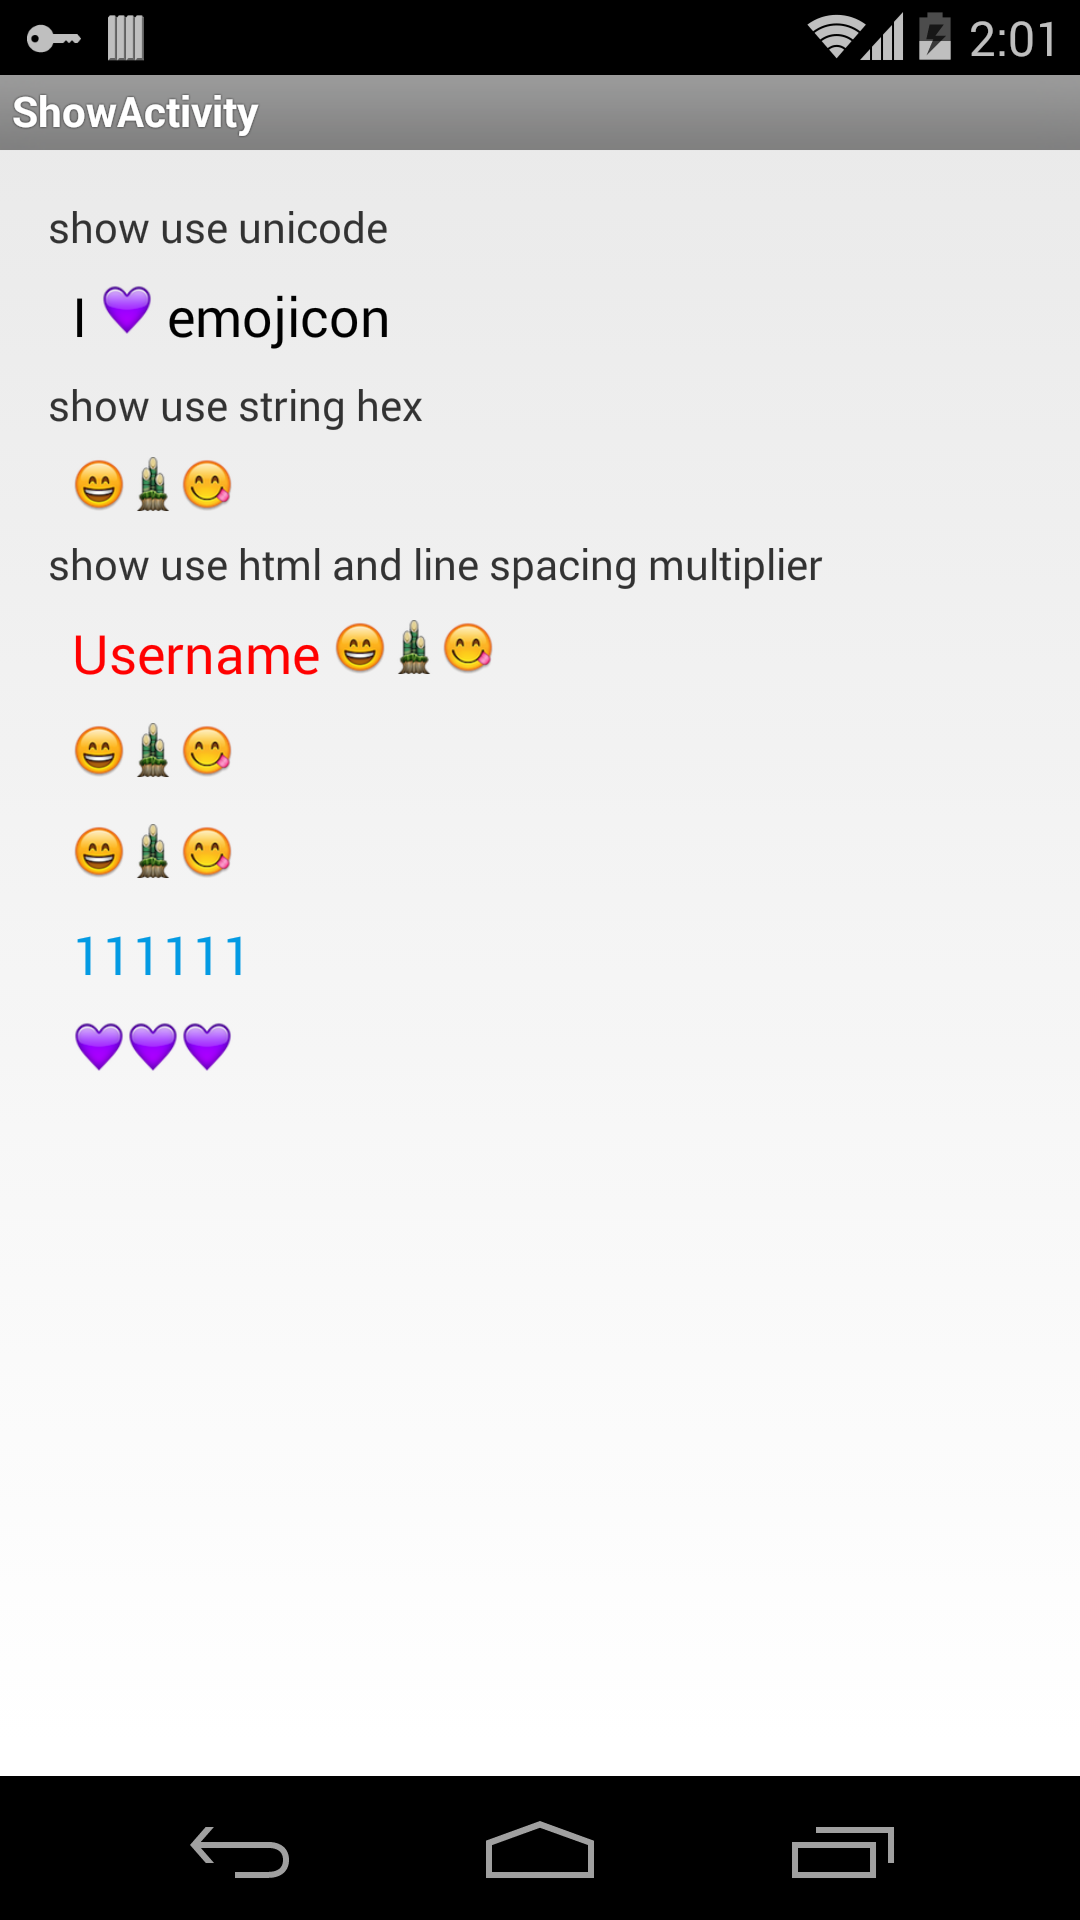 2:01
ShowActivity
show use unicode
I 💜 emojicon
show use string hex
😄🎍😋
show use html and line spacing multiplier
Username 😄🎍😋
😄🎍😋
😄🎍😋
111111
💜💜💜